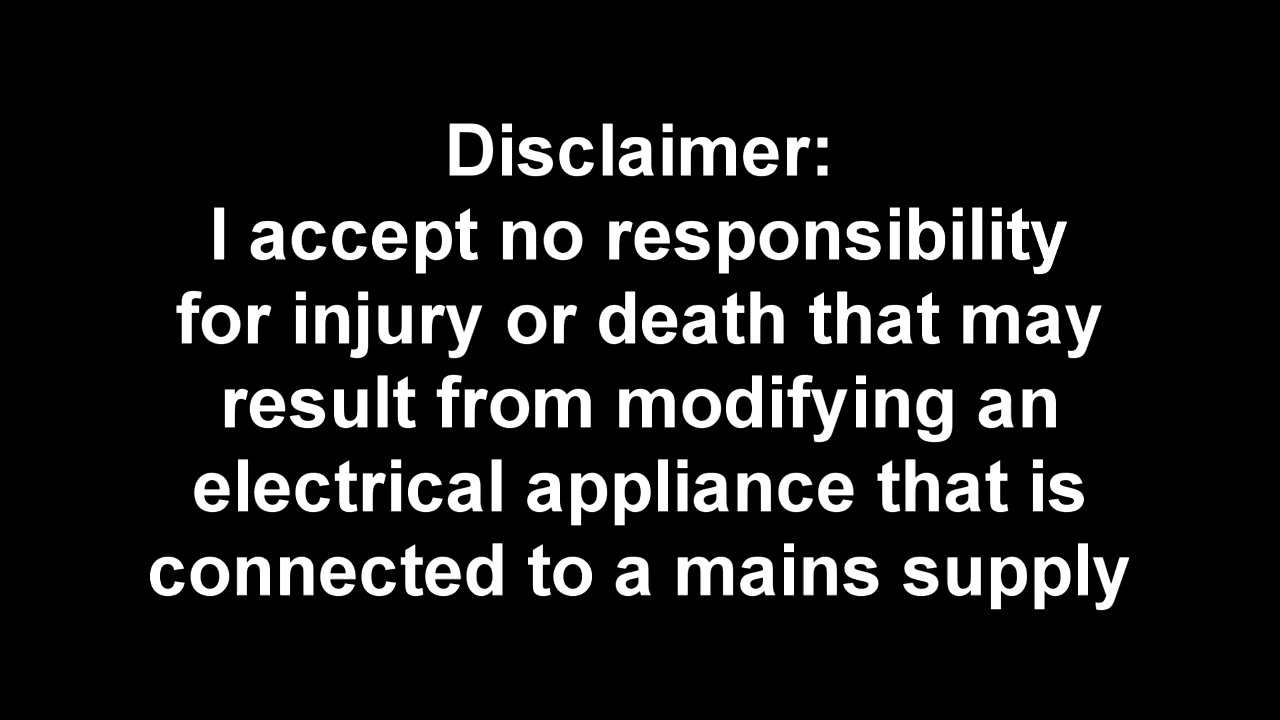 Disclaimer:
I accept no responsibility
for injury or death that may
result from modifying an
electrical appliance that is
connected to a mains supply